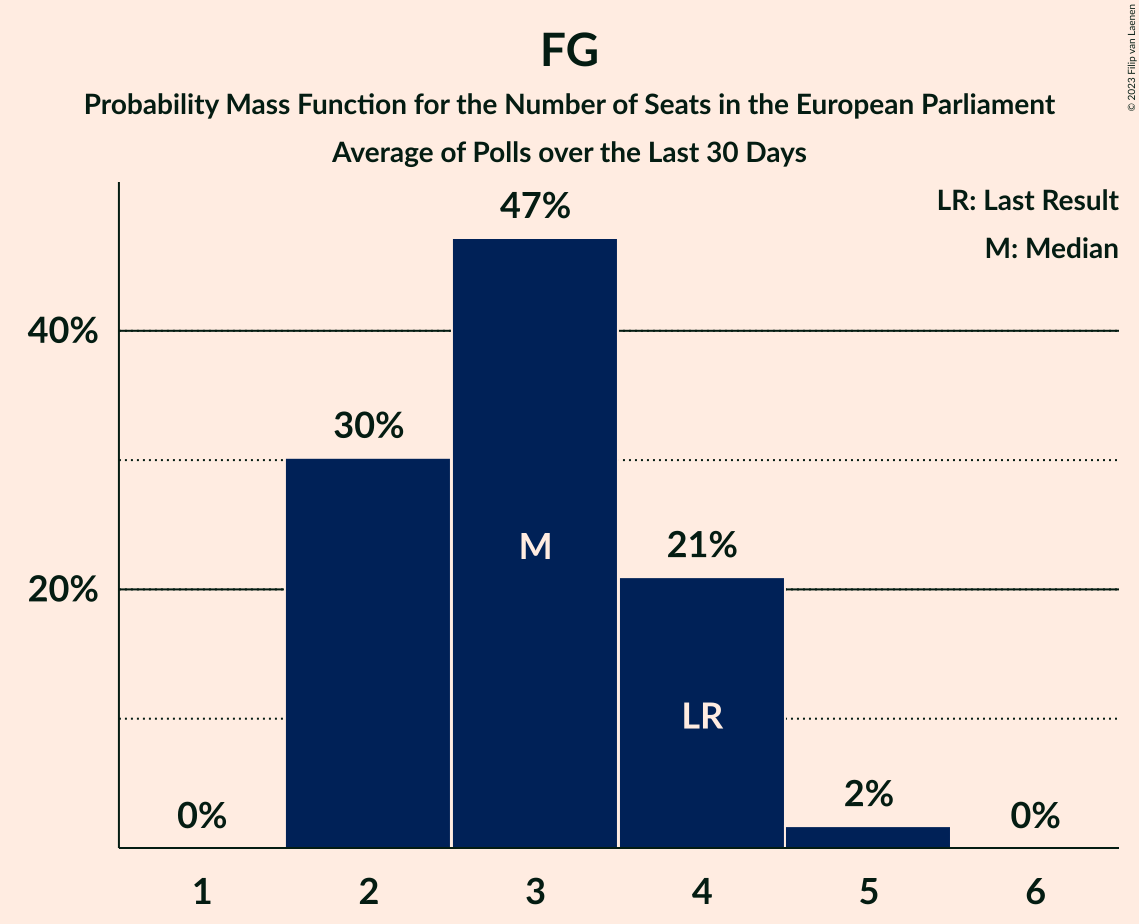 FG
Probability Mass Function for the Number of Seats in the European Parliament
Average of Polls over the Last 30 Days
© 2023 Filip van Laenen
LR: Last Result
M: Median
47%
40%
30%
M
21%
20%
LR
0%
2%
0%
1 2 3 4 5 6